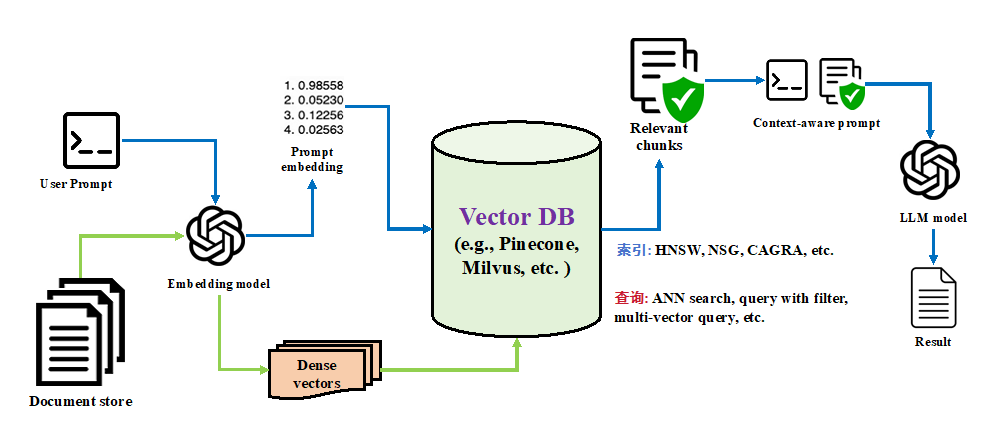 1. 0.98558
2. 0.05230
3. 0.12256
4. 0.02563
Prompt
embedding
User Prompt
Embedding model
Document store
Dense
vectors
Vector DB
(e.g., Pinecone,
Milvus, etc. )
Relevant
chunks
Context-aware prompt
LLM model
Result
索引: HNSW, NSG, CAGRA, etc.
查询: ANN search, query with filter,
multi-vector query, etc.